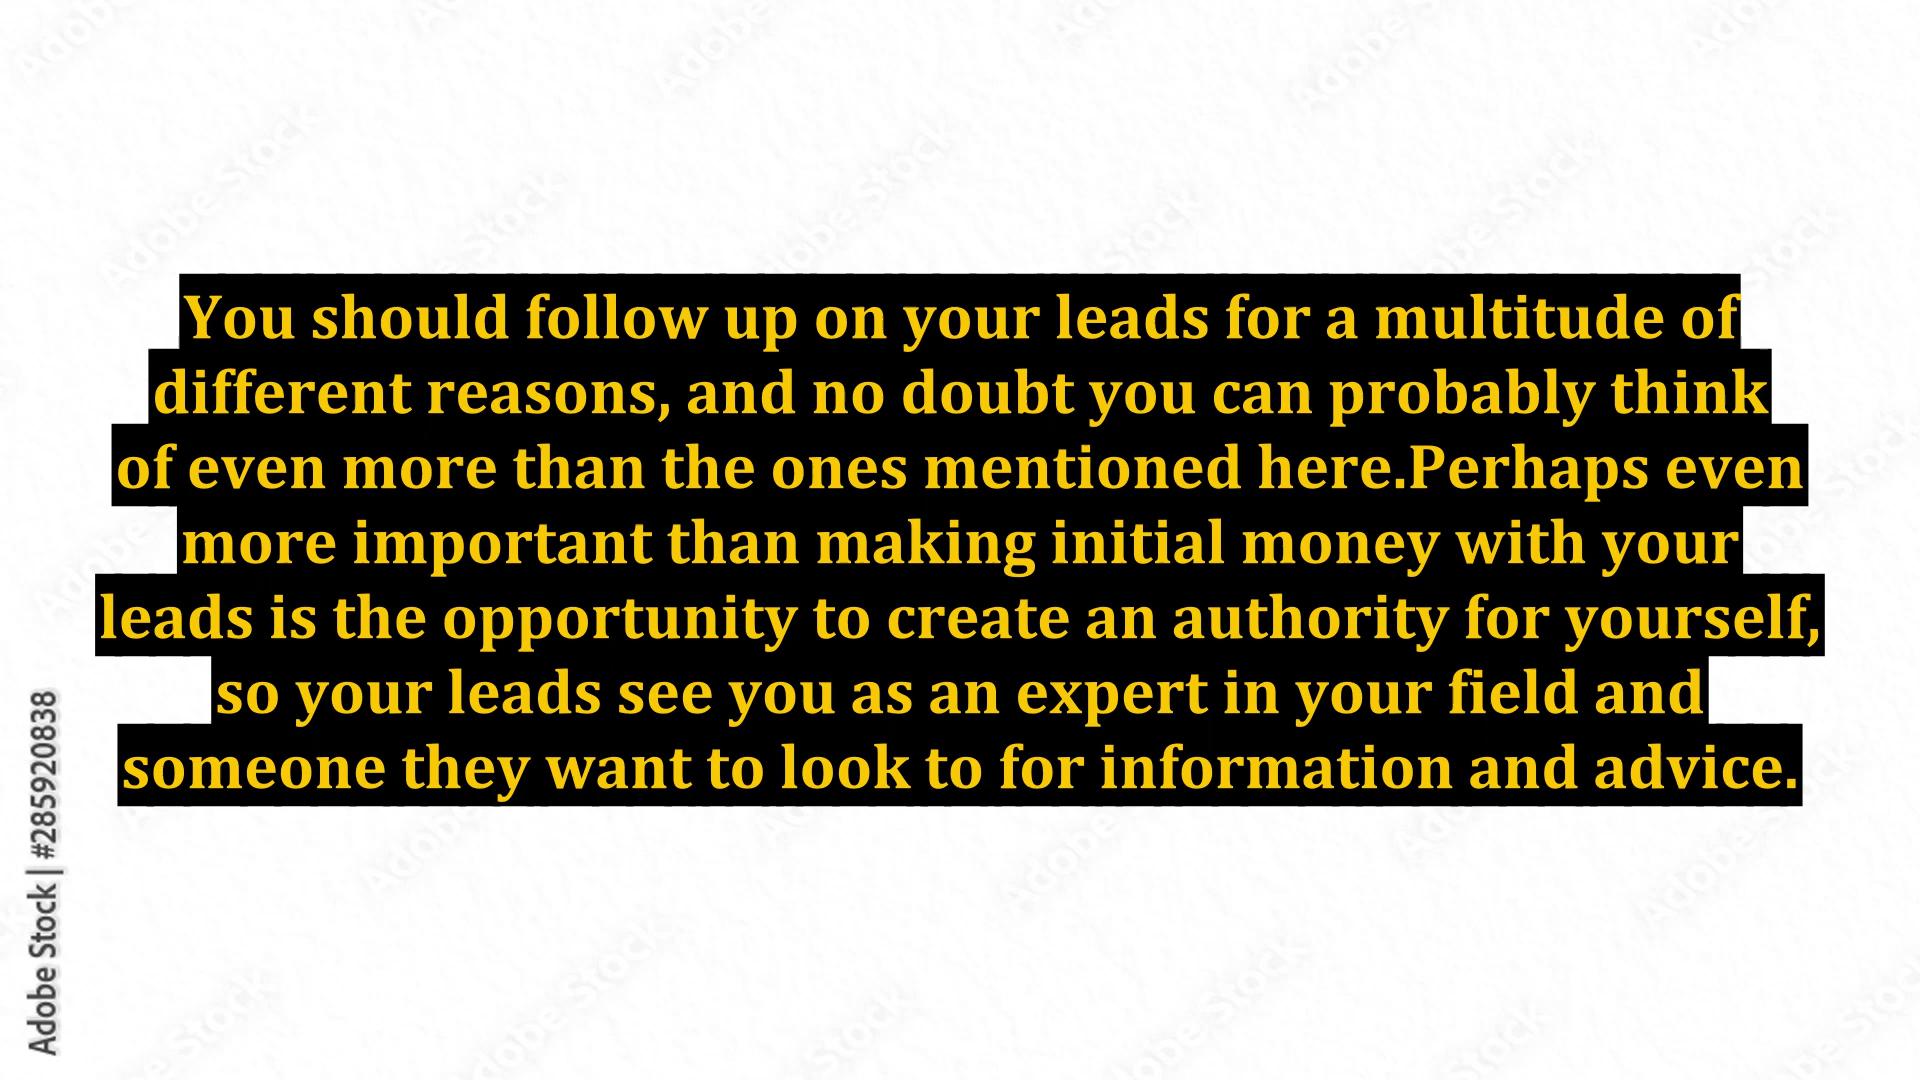 You should follow up on your leads for a multitude of
different reasons, and no doubt you can probably think
of even more than the ones mentioned here.Perhaps even
more important than making initial money with your
leads is the opportunity to create an authority for yourself,
so your leads see you as an expert in your field and
someone they want to look to for information and advice.
Adobe Stock | #2859208​38